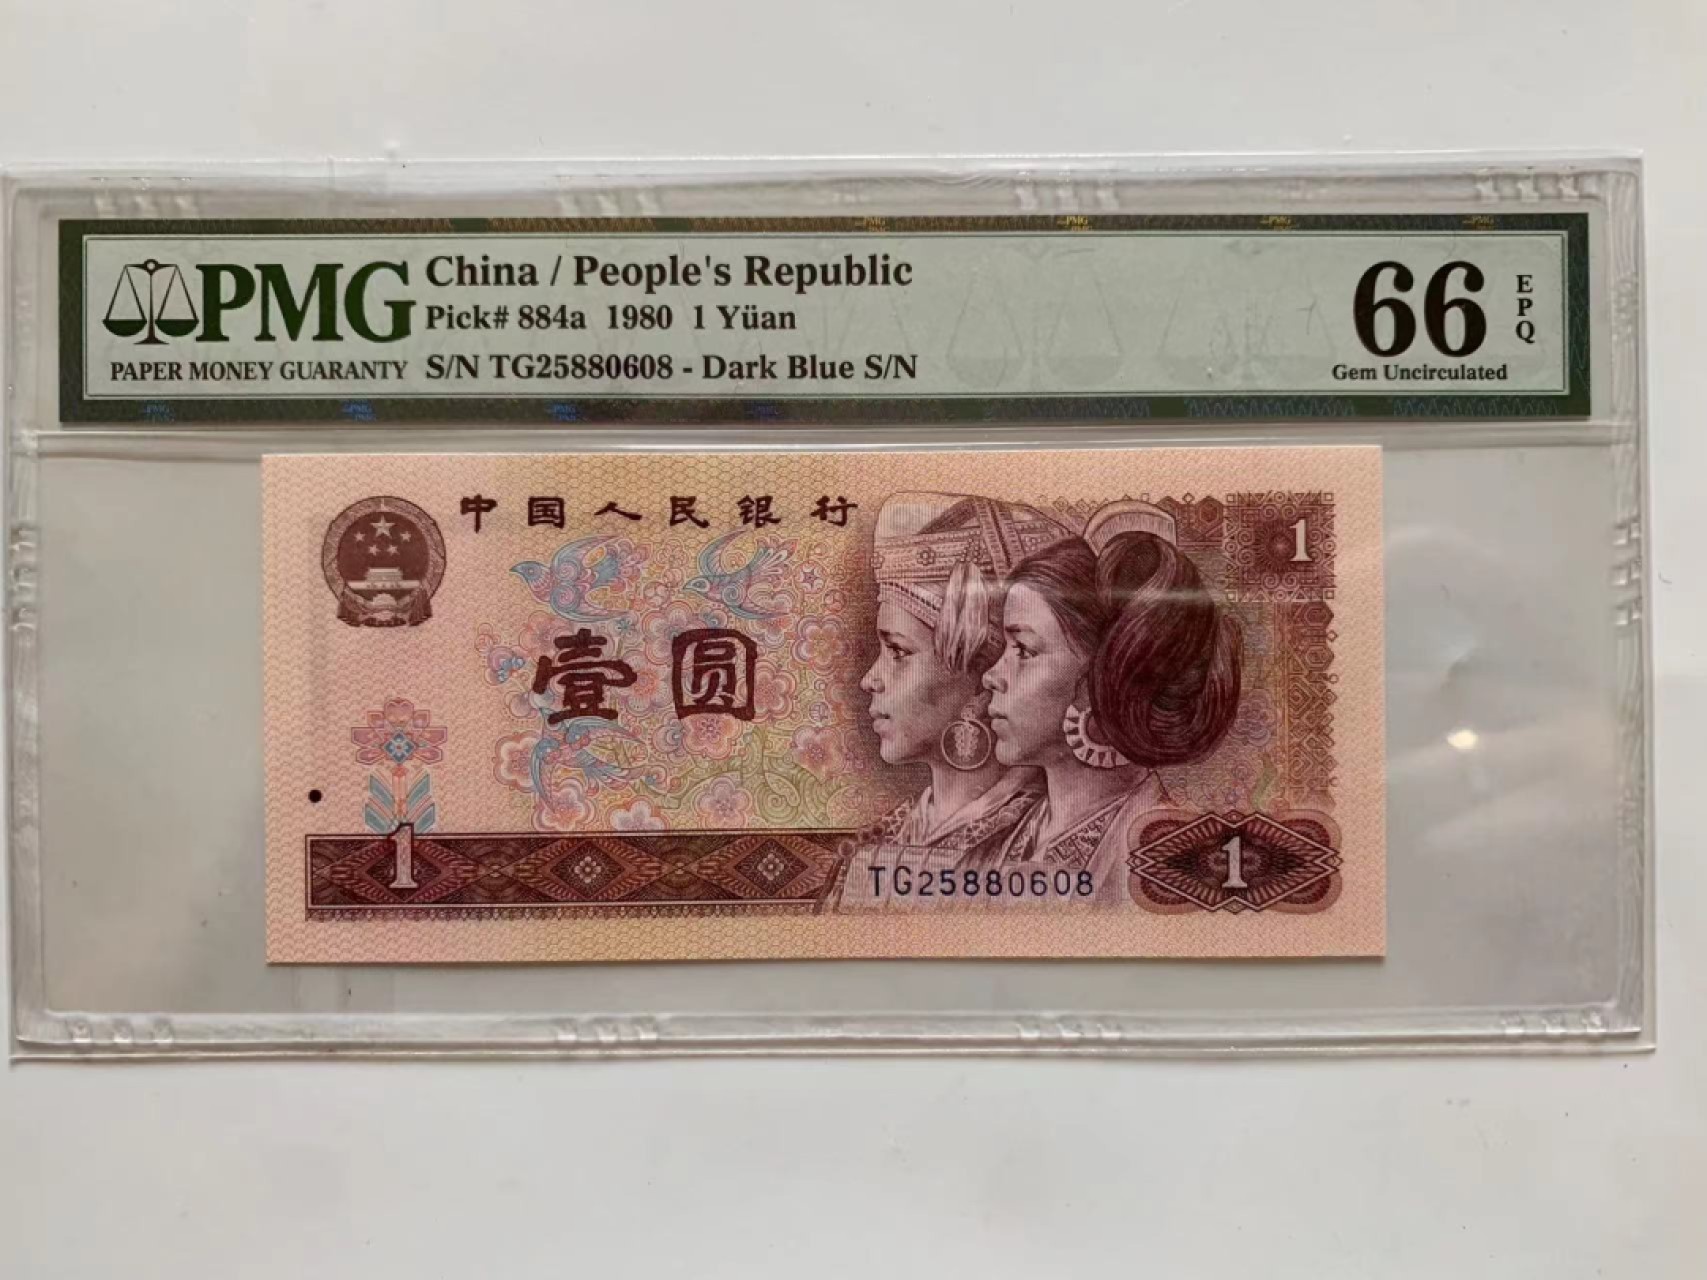 PMG
PAPER MONEY GUARANTY
China / People's Republic
Pick# 884a 1980 1 Yüan
S/N TG25880608 - Dark Blue S/N
66
EPQ
Gem Uncirculated
中国人民银行
1
壹圆
1
TG25880608
1